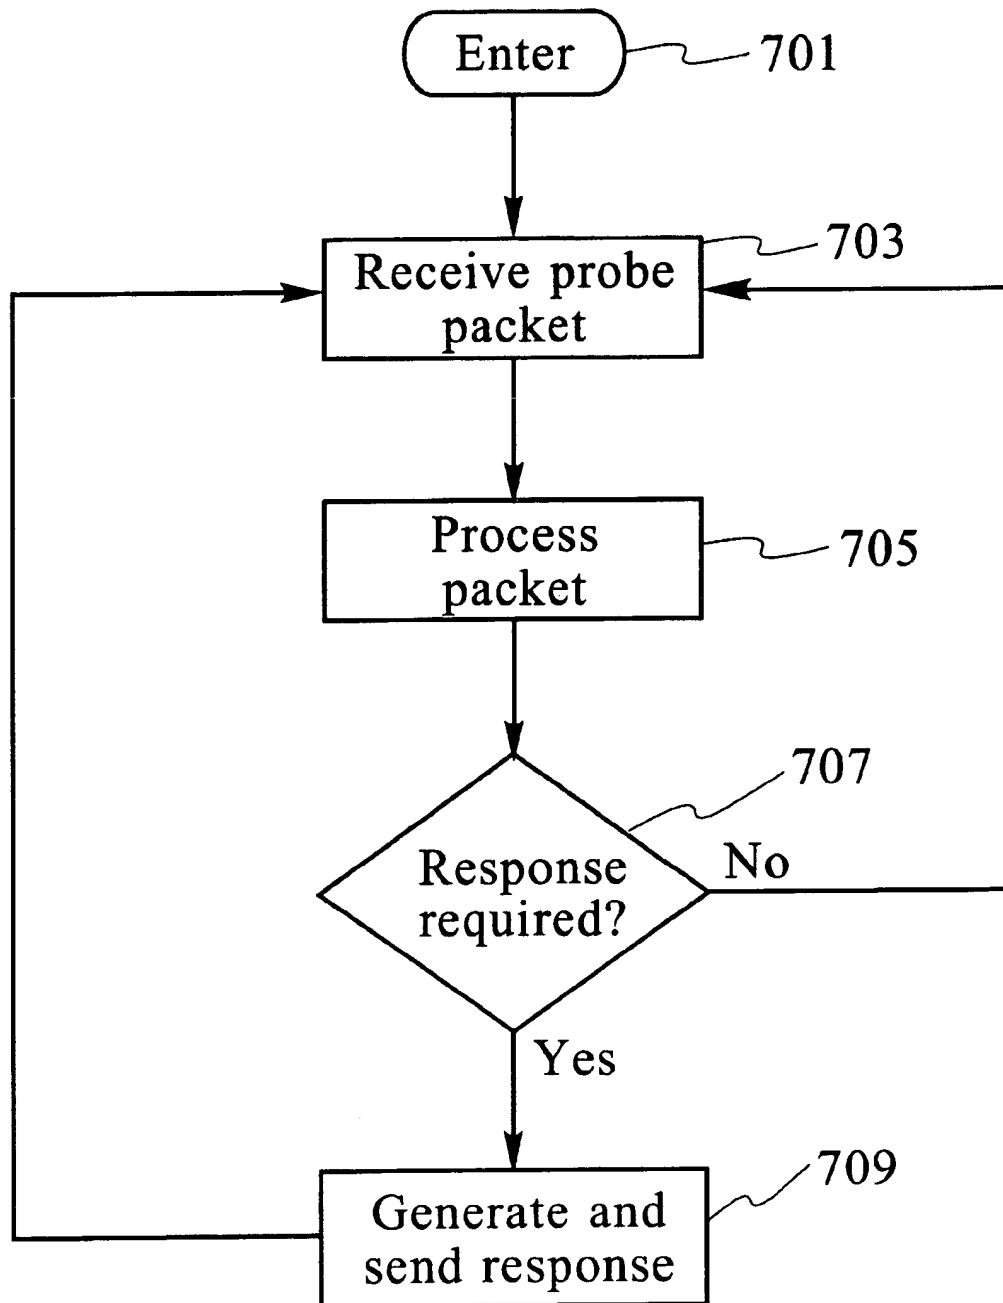 Enter
701
Receive probe
packet
703
Process
packet
705
Response
required?
707
No
Yes
Generate and
send response
709